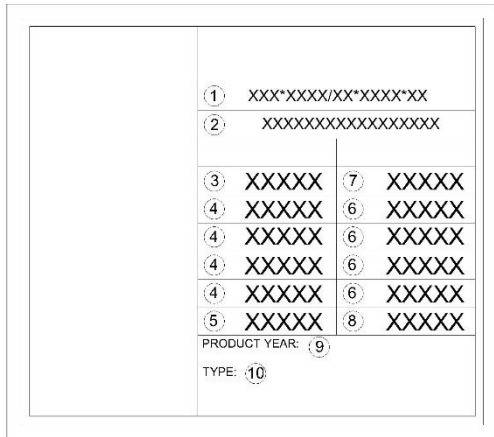 1 XXX*XXXX/XX*XXXX*XX
2 XXXXXXXXXXXXXXXXX
3 XXXXX 7 XXXXX
4 XXXXX 6 XXXXX
4 XXXXX 6 XXXXX
4 XXXXX 6 XXXXX
4 XXXXX 6 XXXXX
5 XXXXX 8 XXXXX
PRODUCT YEAR: 9
TYPE: 10